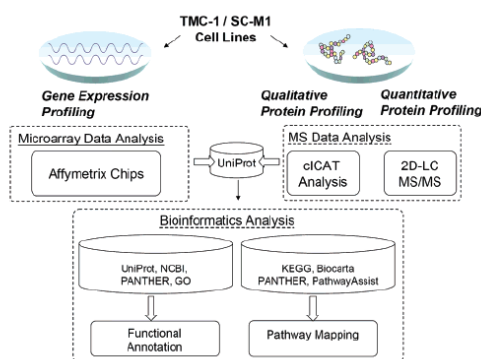 TMC-1 / SC-M1
Cell Lines
Gene Expression
Profiling
Qualitative
Protein Profiling
Quantitative
Protein Profiling
Microarray Data Analysis
Affymetrix Chips
UniProt
MS Data Analysis
cICAT
Analysis
2D-LC
MS/MS
Bioinformatics Analysis
UniProt, NCBI,
PANTHER, GO
KEGG, Biocarta
PANTHER, PathwayAssist
Functional
Annotation
Pathway Mapping